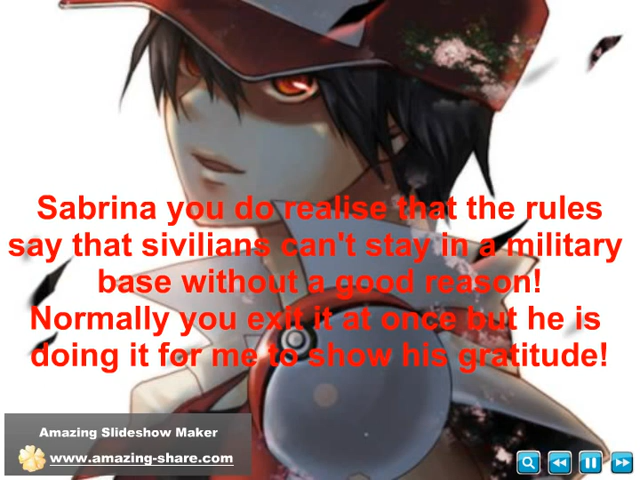 Sabrina you do realise that the rules
say that sivilians can't stay in a military
base without a good reason!
Normally you exit it at once but he is
doing it for me to show his gratitude!
Amazing Slideshow Maker
www.amazing-share.com